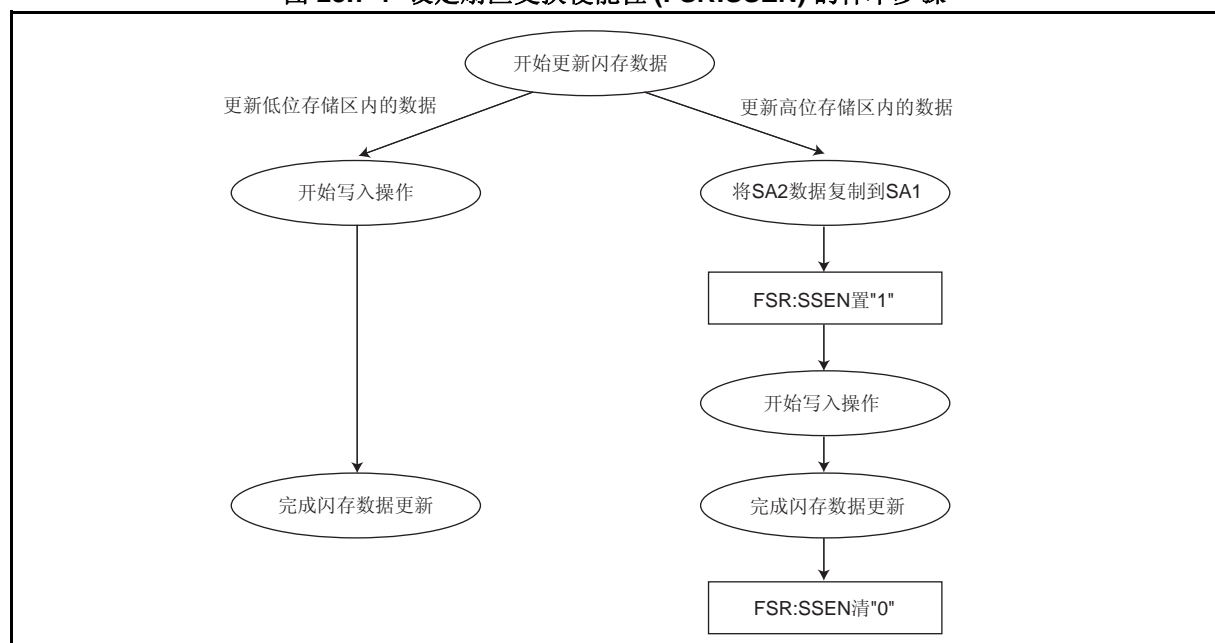 开始更新闪存数据
更新低位存储区内的数据
更新高位存储区内的数据
开始写入操作
将SA2数据复制到SA1
FSR:SSEN置"1"
开始写入操作
完成闪存数据更新
完成闪存数据更新
FSR:SSEN清"0"